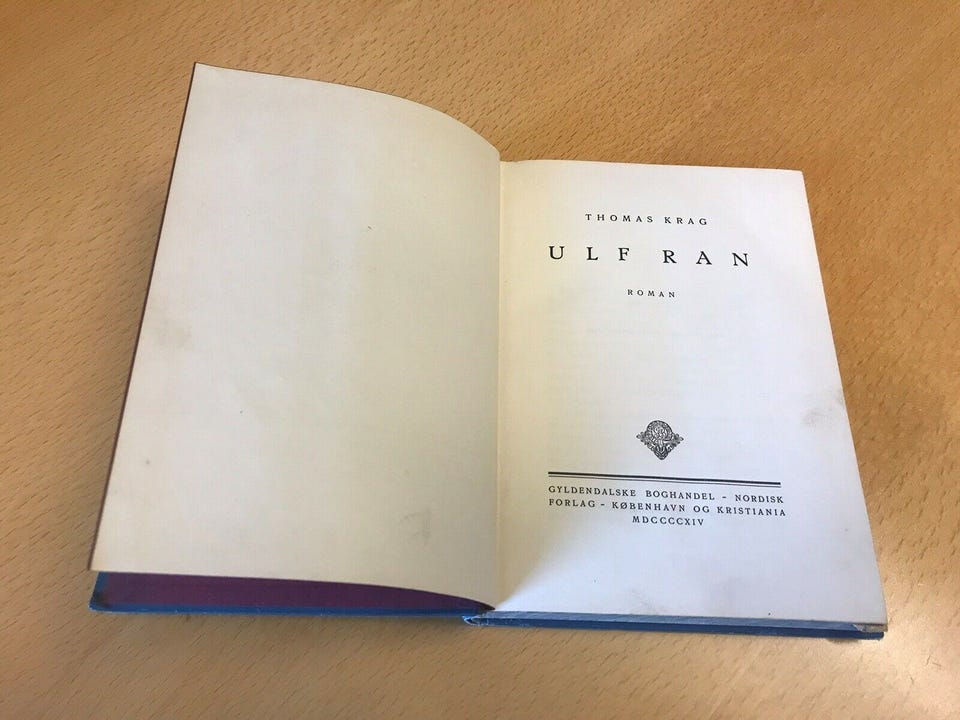 THOMAS KRAG
ULF RAN
ROMAN
GYLDENDALSKE BOGHANDEL - NORDISK
FORLAG - KØBENHAVN OG KRISTIANIA
MDCCCCXIV